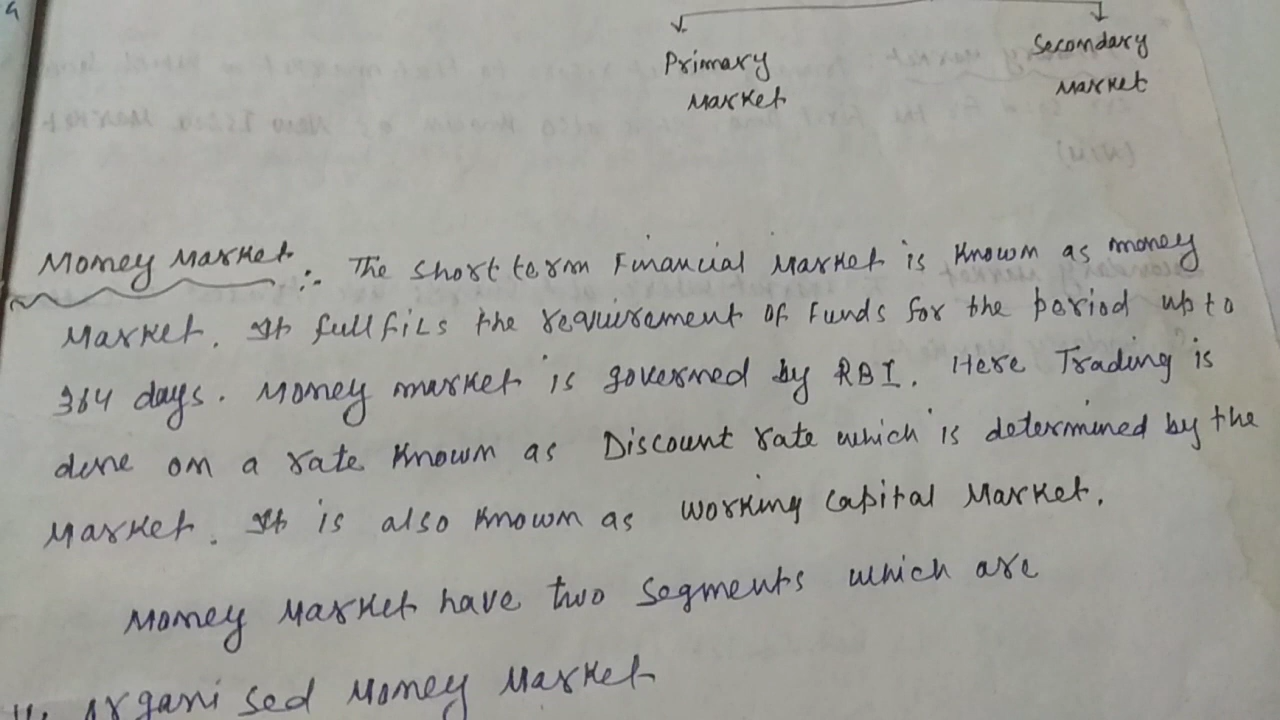 Primary Market
Secondary Market
Money Market :- The short term Financial Market is Known as money
Market. It fullfils the requuirement of Funds for the period upto
364 days. Money market is governed by RBI. Here Trading is
done on a rate Known as Discount rate which is determined by the
Market. It is also Known as working capital Market.
Money Market have two segments which are
Organised Money Market